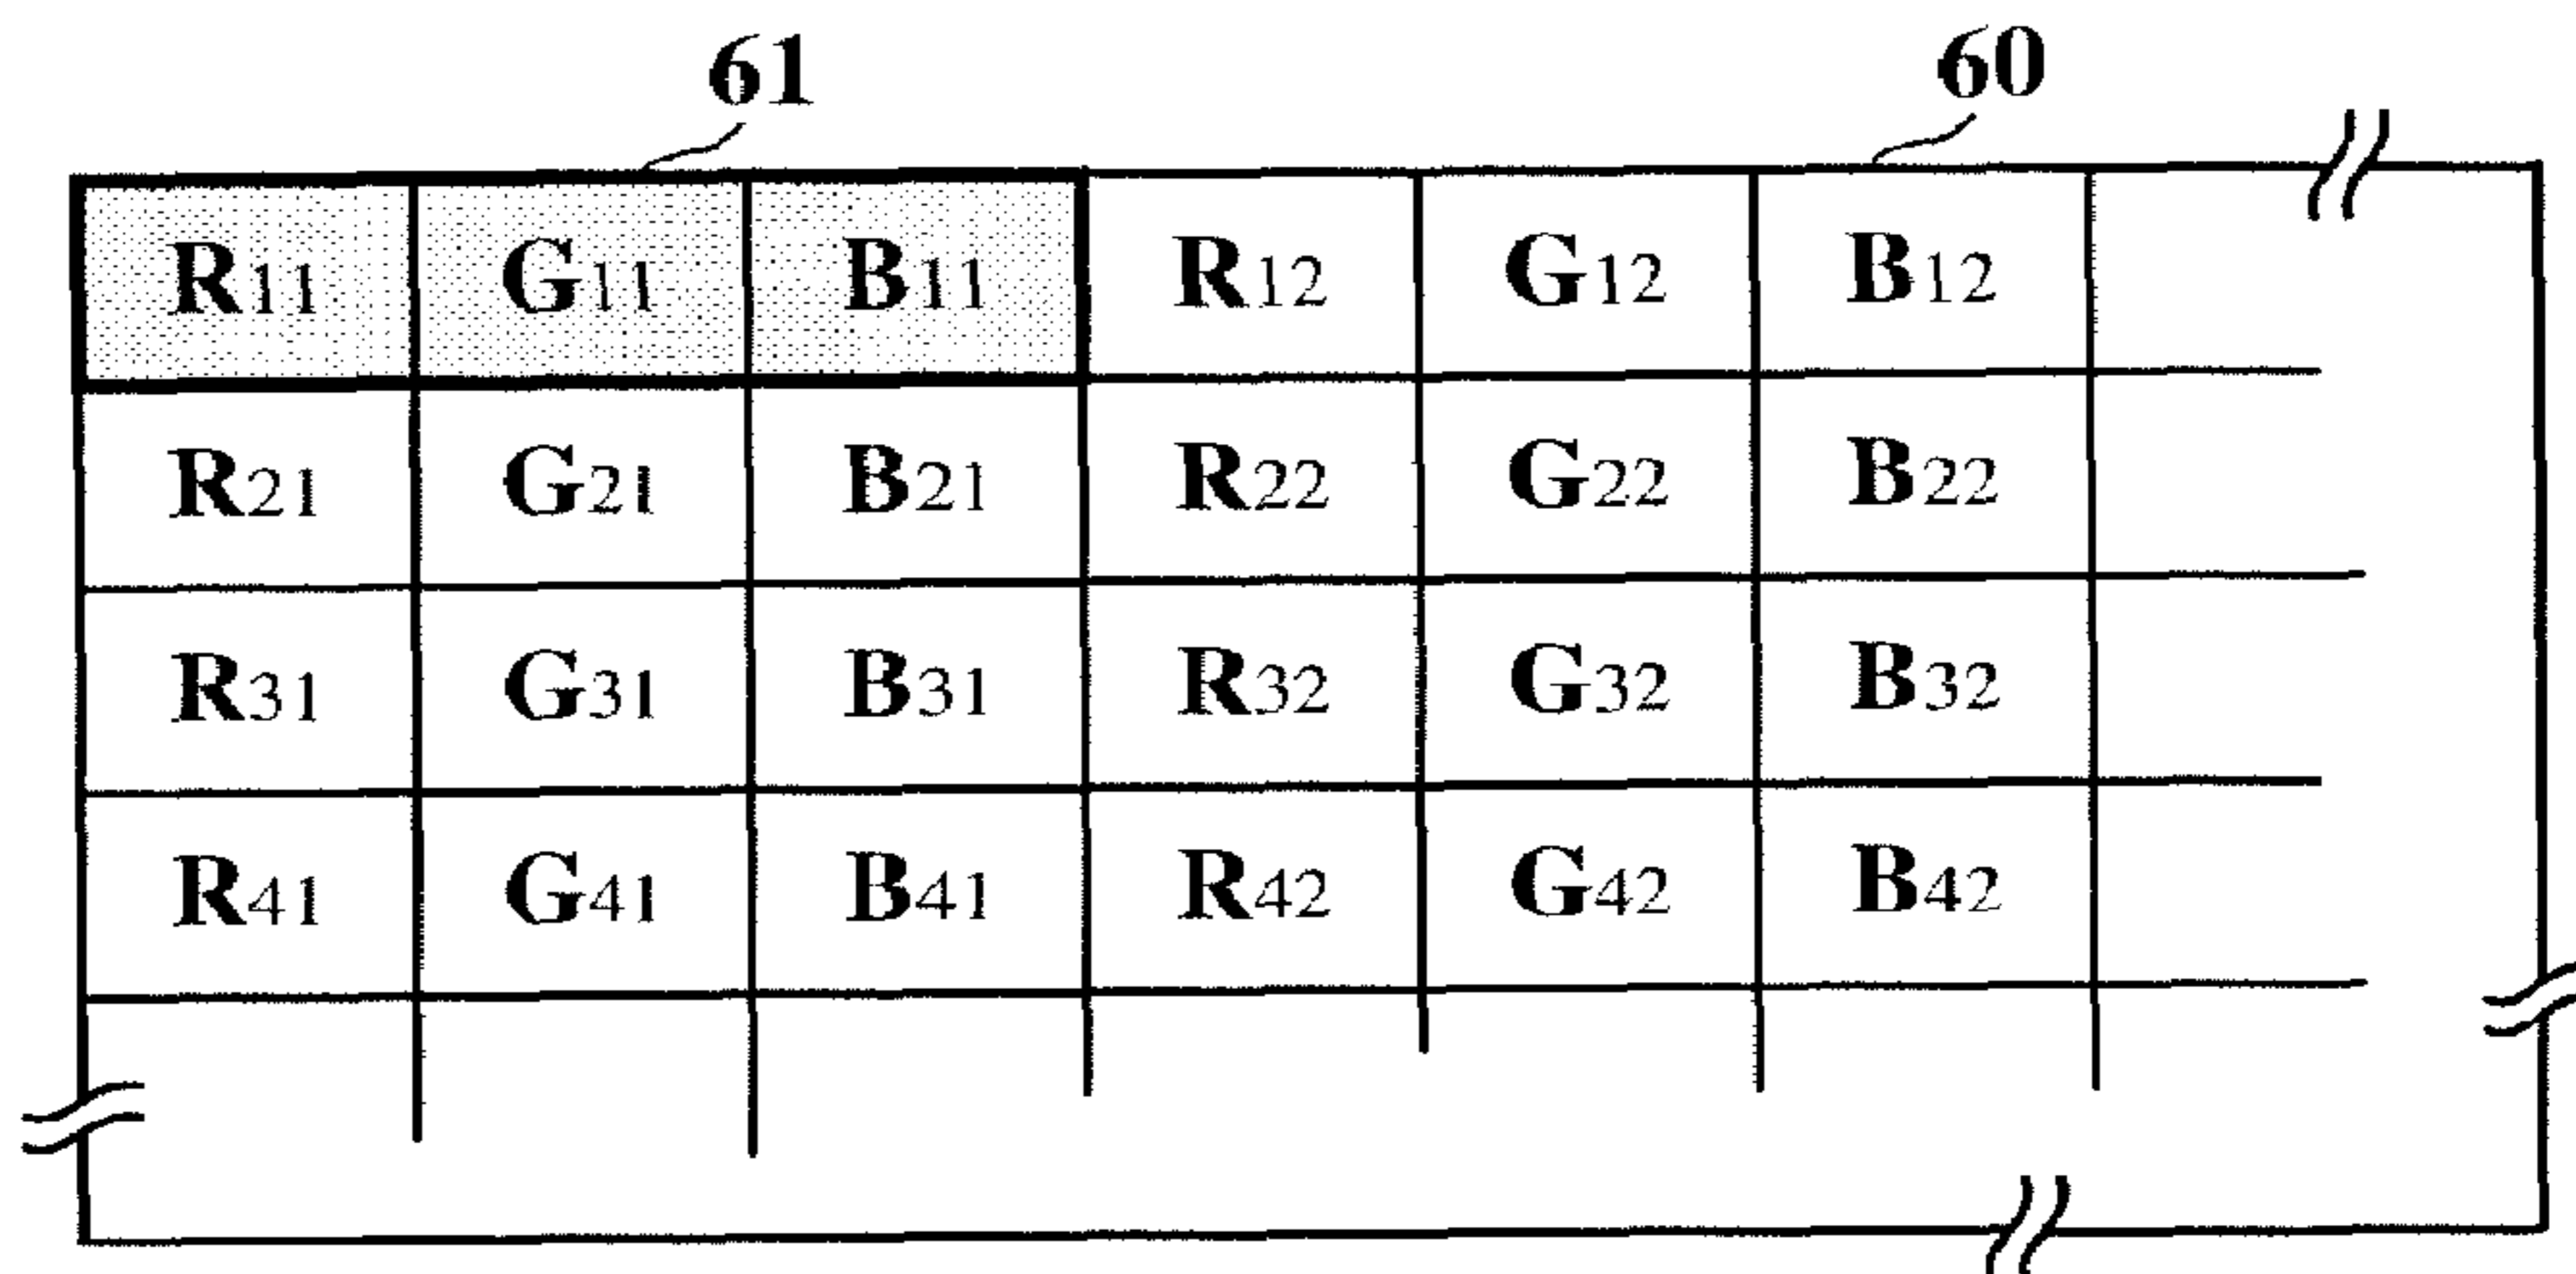 61 60
R11 G11 B11 R12 G12 B12
R21 G21 B21 R22 G22 B22
R31 G31 B31 R32 G32 B32
R41 G41 B41 R42 G42 B42